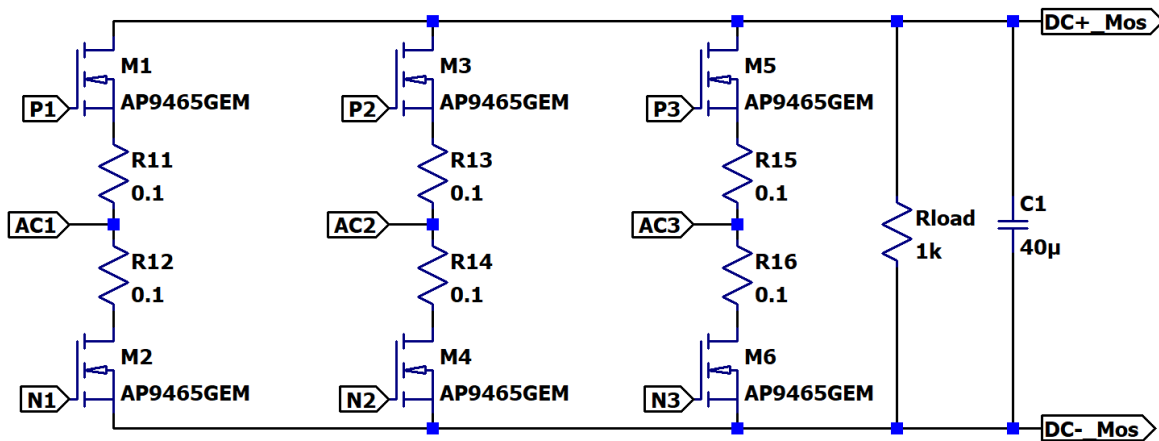 DC+_Mos
M1
M3
M5
AP9465GEM
AP9465GEM
AP9465GEM
P1
P2
P3
R11
R13
R15
0.1
0.1
0.1
AC1
AC2
AC3
Rload
C1
1k
40µ
R12
R14
R16
0.1
0.1
0.1
M2
M4
M6
AP9465GEM
AP9465GEM
AP9465GEM
N1
N2
N3
DC-_Mos